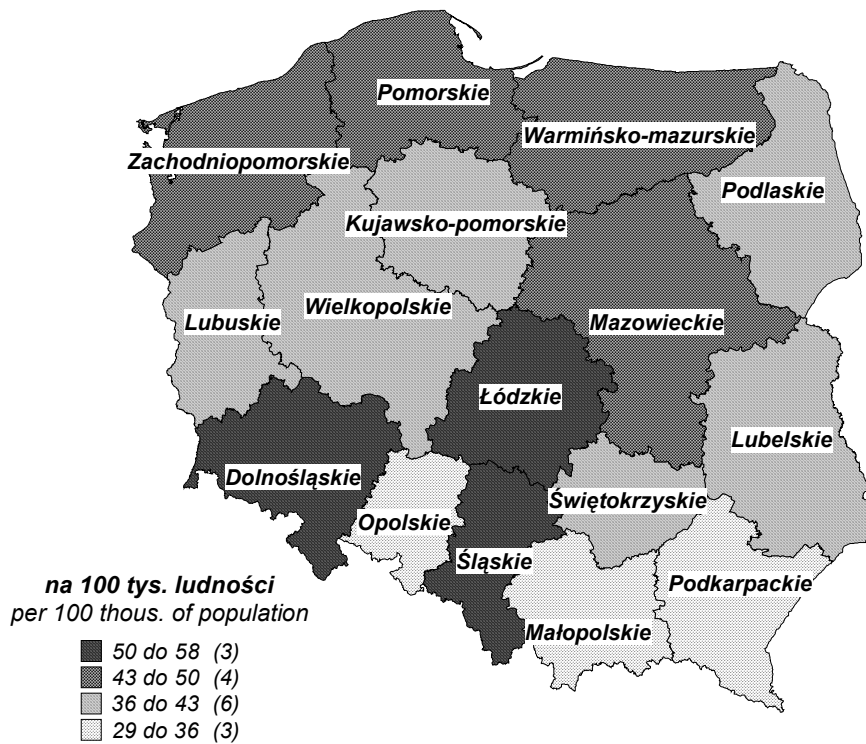 Pomorskie
Warmińsko-mazurskie
Zachodniopomorskie
Podlaskie
Kujawsko-pomorskie
Wielkopolskie
Lubuskie
Mazowieckie
Łódzkie
Lubelskie
Dolnośląskie
Świętokrzyskie
Opolskie
Śląskie
Podkarpackie
Małopolskie
na 100 tys. ludności
per 100 thous. of population
50 do 58 (3)
43 do 50 (4)
36 do 43 (6)
29 do 36 (3)